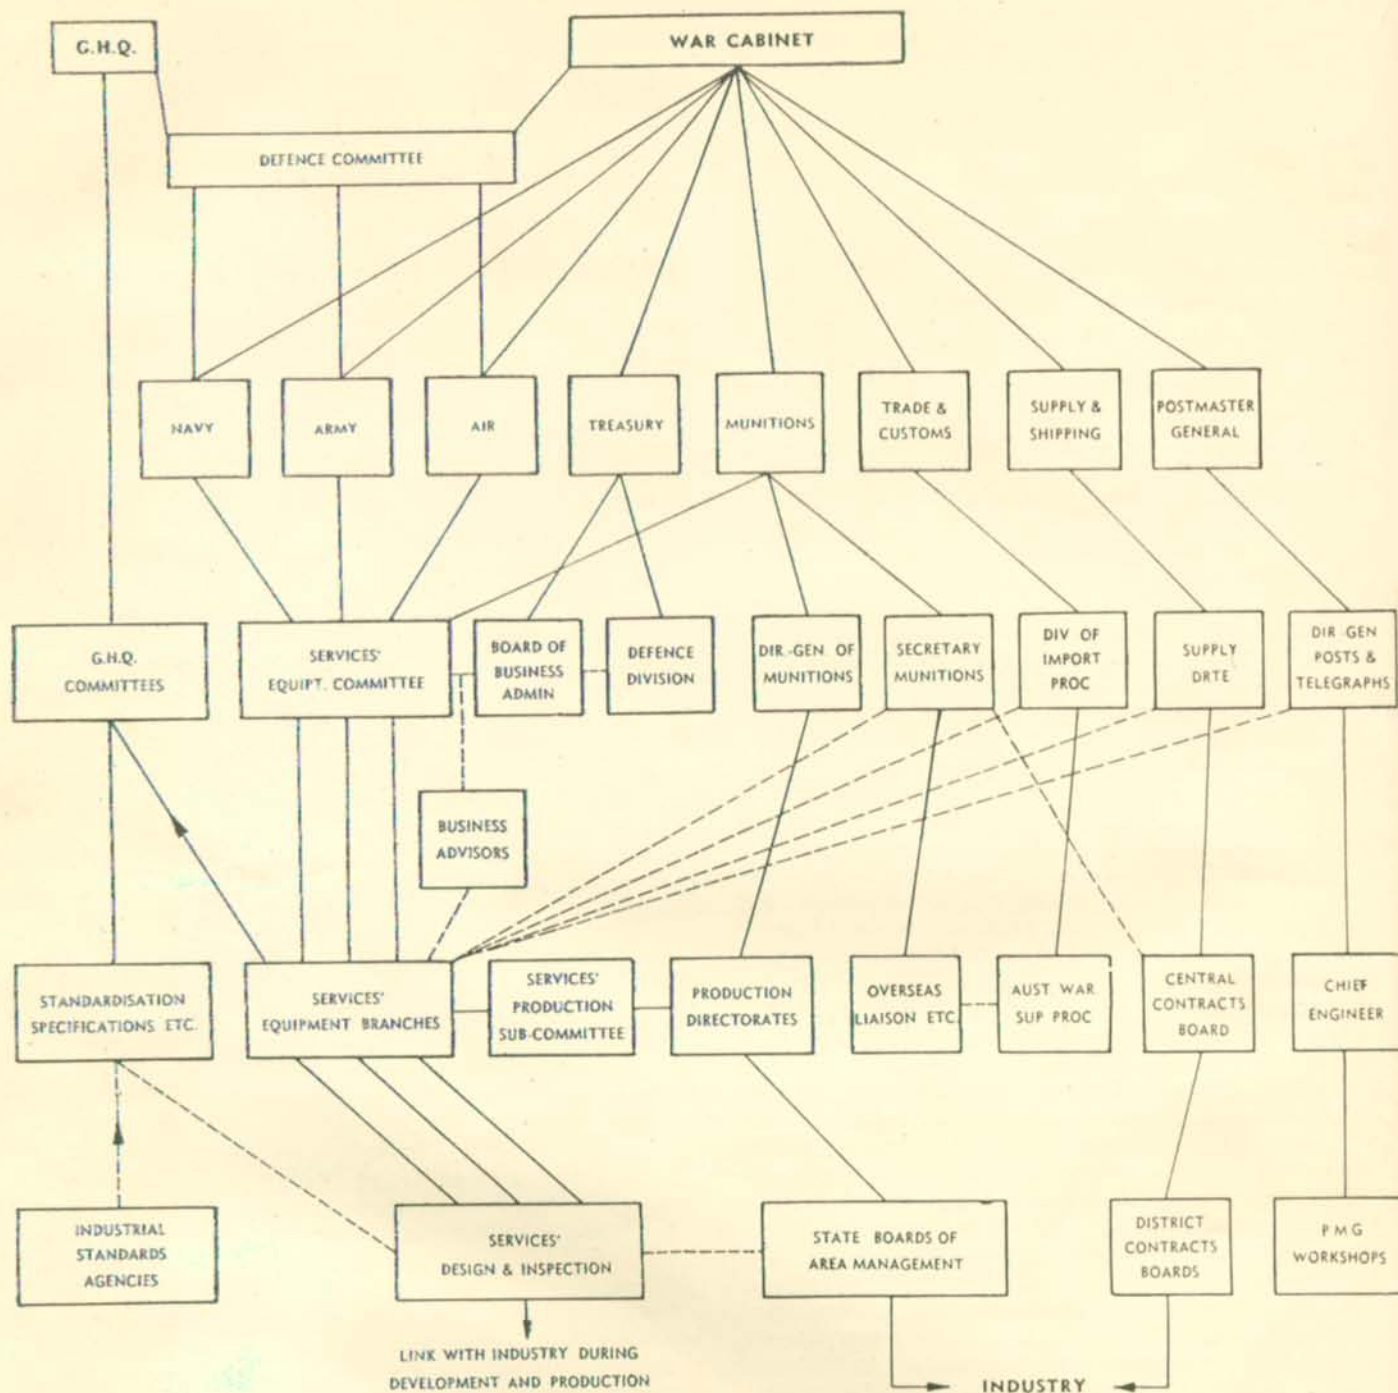 G.H.Q.
WAR CABINET
DEFENCE COMMITTEE
NAVY
ARMY
AIR
TREASURY
MUNITIONS
TRADE &
CUSTOMS
SUPPLY &
SHIPPING
POSTMASTER
GENERAL
G.H.Q.
COMMITTEES
SERVICES'
EQUIPT. COMMITTEE
BOARD OF
BUSINESS
ADMIN
DEFENCE
DIVISION
DIR.-GEN OF
MUNITIONS
SECRETARY
MUNITIONS
DIV OF
IMPORT
PROC
SUPPLY
DRTE
DIR-GEN
POSTS &
TELEGRAPHS
BUSINESS
ADVISORS
STANDARDISATION
SPECIFICATIONS ETC.
SERVICES'
EQUIPMENT BRANCHES
SERVICES'
PRODUCTION
SUB-COMMITTEE
PRODUCTION
DIRECTORATES
OVERSEAS
LIAISON ETC.
AUST WAR
SUP PROC
CENTRAL
CONTRACTS
BOARD
CHIEF
ENGINEER
INDUSTRIAL
STANDARDS
AGENCIES
SERVICES'
DESIGN & INSPECTION
STATE BOARDS OF
AREA MANAGEMENT
DISTRICT
CONTRACTS
BOARDS
P M G
WORKSHOPS
LINK WITH INDUSTRY DURING
DEVELOPMENT AND PRODUCTION
INDUSTRY